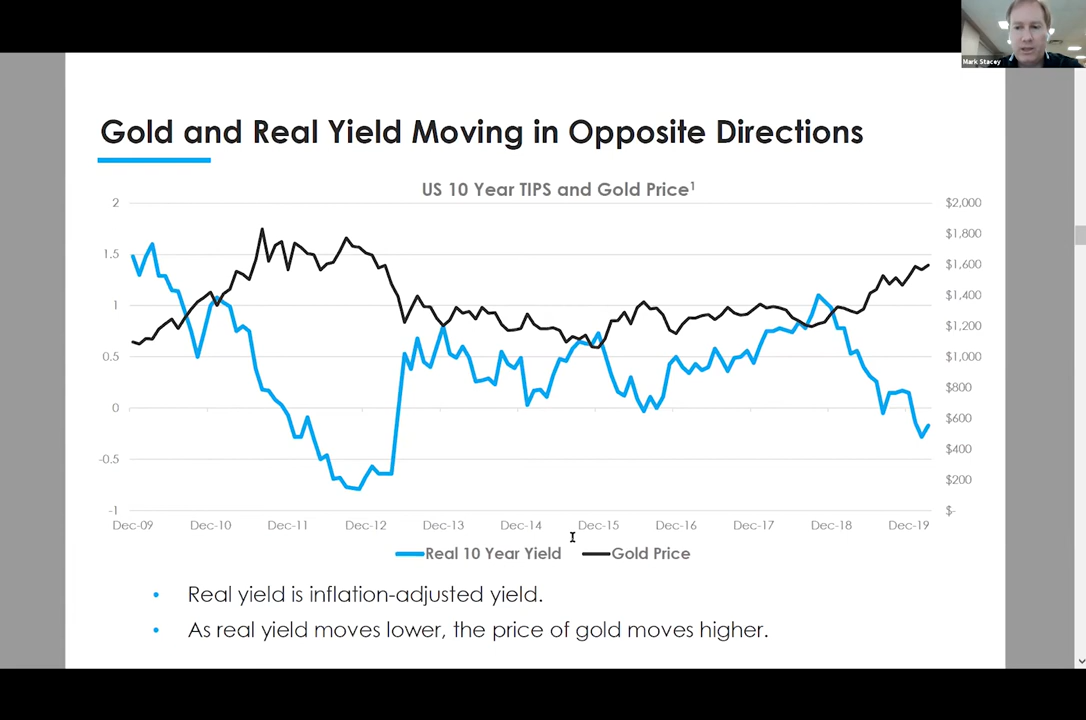 Mark Stacey
Gold and Real Yield Moving in Opposite Directions
US 10 Year TIPS and Gold Price¹
2
1.5
1
0.5
0
-0.5
-1
$2,000
$1,800
$1,600
$1,400
$1,200
$1,000
$800
$600
$400
$200
$-
Dec-09 Dec-10 Dec-11 Dec-12 Dec-13 Dec-14 Dec-15 Dec-16 Dec-17 Dec-18 Dec-19
Real 10 Year Yield Gold Price
• Real yield is inflation-adjusted yield.
• As real yield moves lower, the price of gold moves higher.